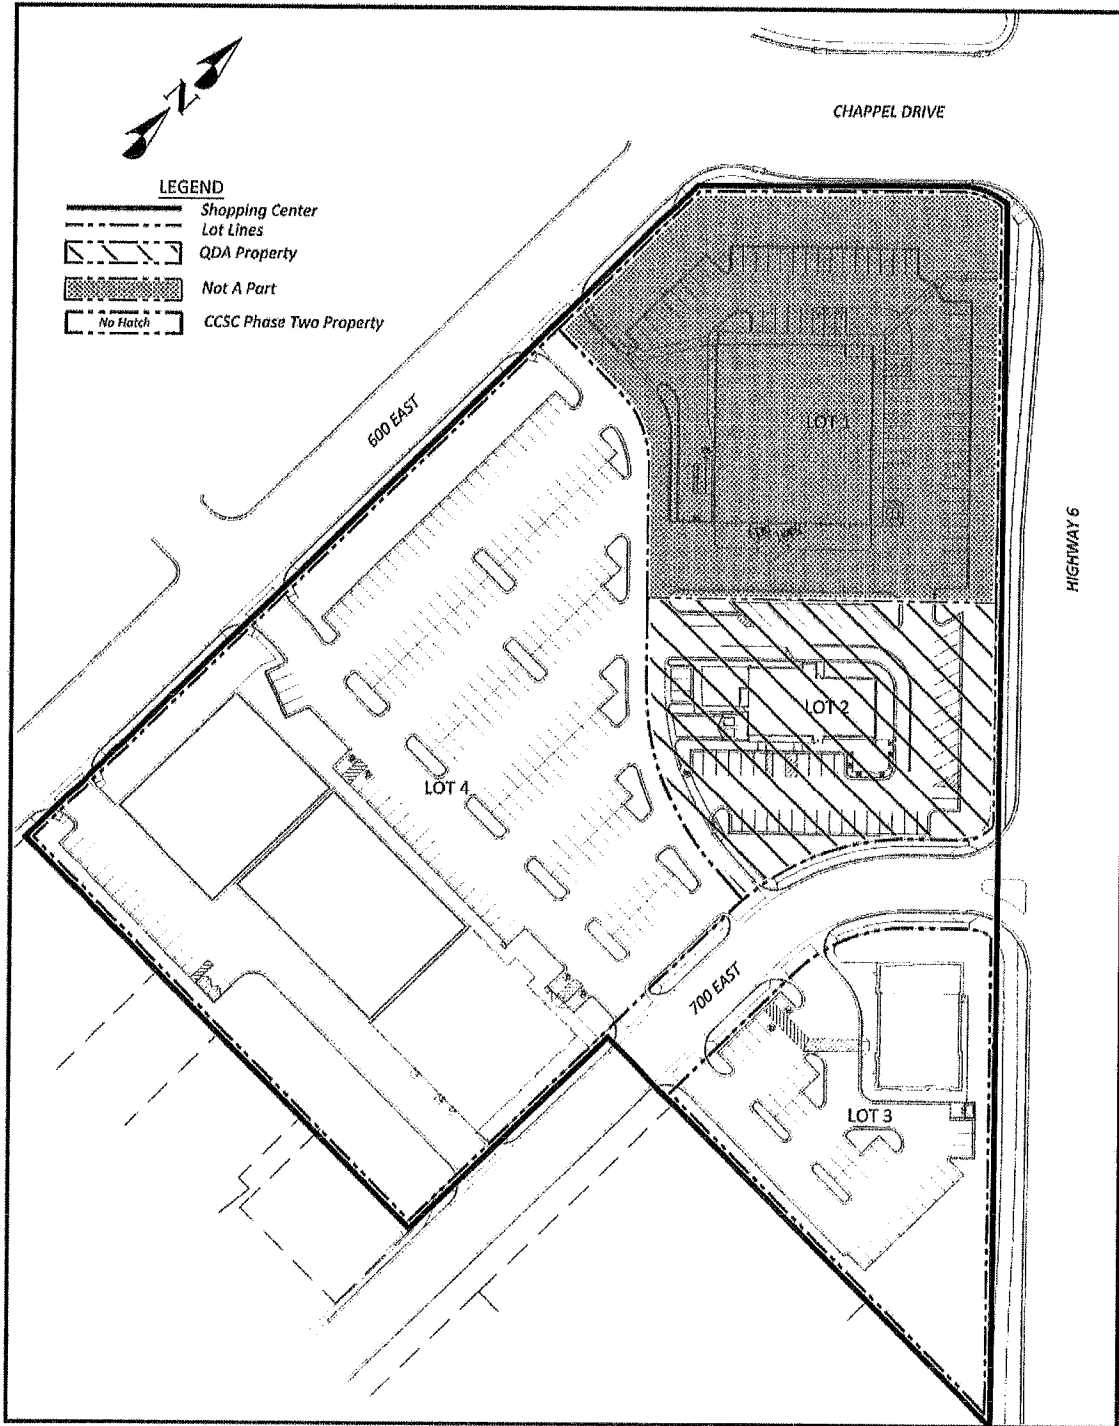 CHAPPEL DRIVE
N
LEGEND
Shopping Center
Lot Lines
QDA Property
Not A Part
No Hatch
CCSC Phase Two Property
600 EAST
LOT 1
HIGHWAY 6
LOT 2
LOT 4
700 EAST
LOT 3